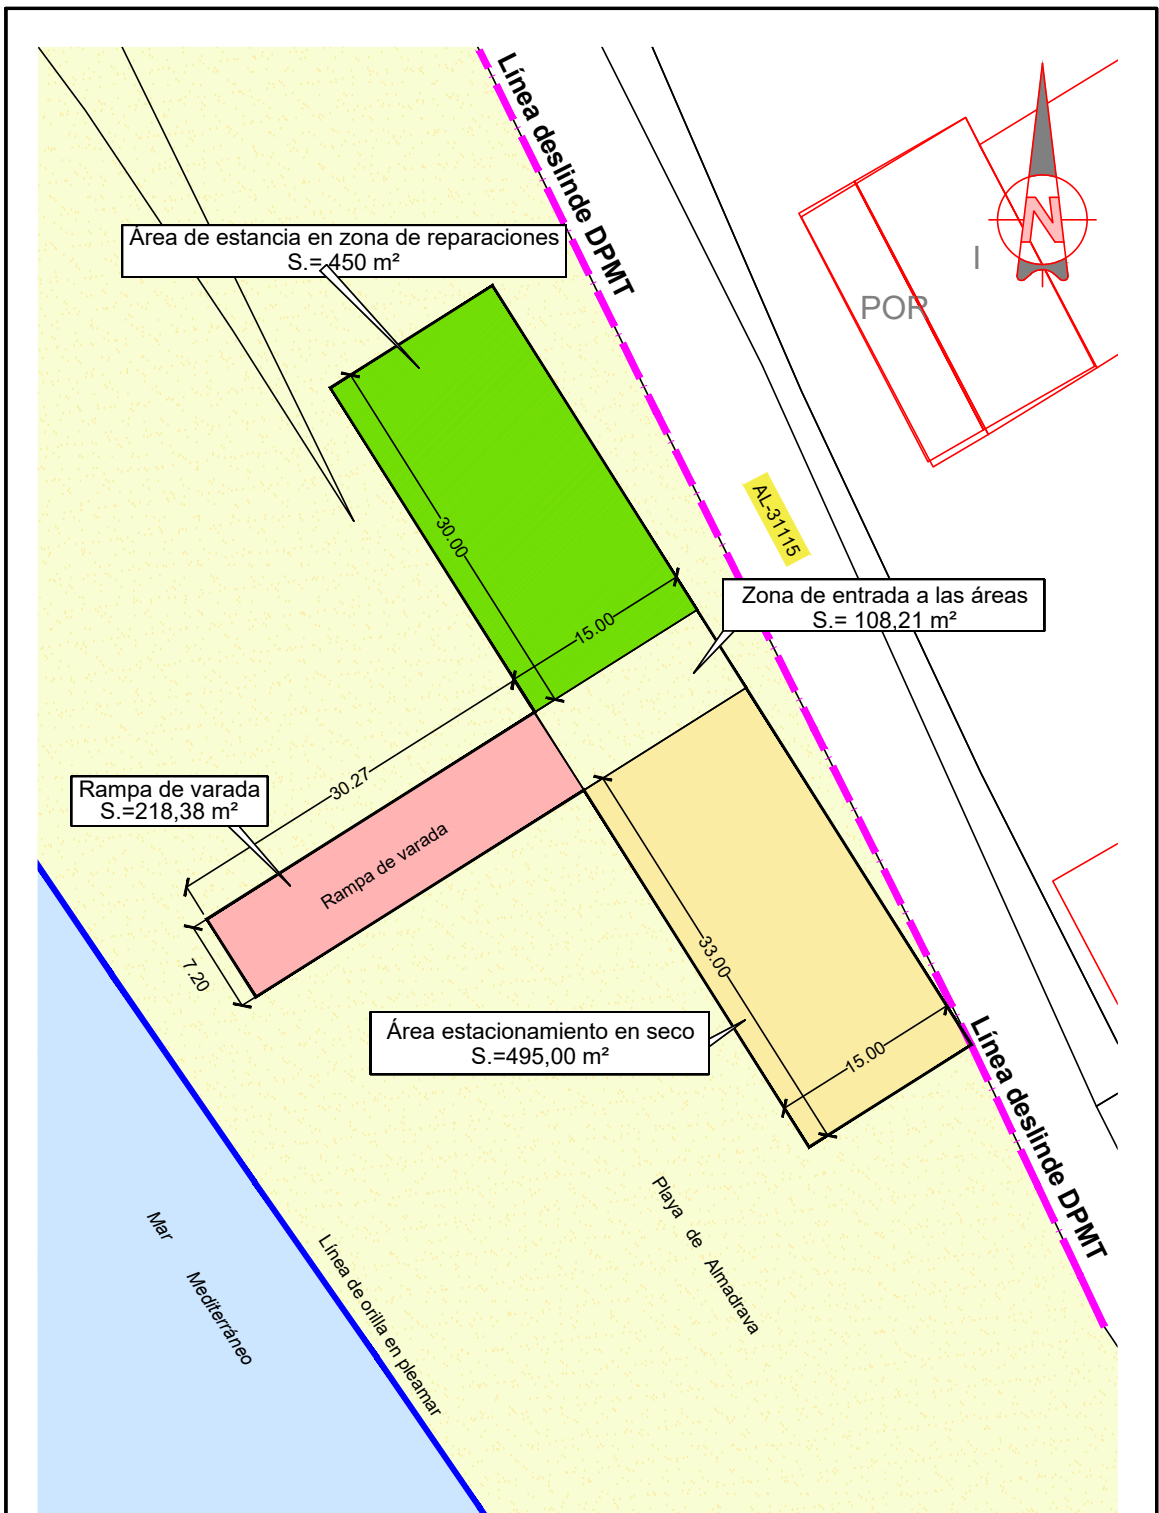 Línea deslinde DPMT
Área de estancia en zona de reparaciones
S.= 450 m²
N
I
POR
30.00
AL-31115
15.00
Zona de entrada a las áreas
S.= 108,21 m²
30.27
Rampa de varada
S.=218,38 m²
Rampa de varada
7.20
33.00
Área estacionamiento en seco
S.=495,00 m²
15.00
Línea deslinde DPMT
Playa de Almadrava
Mar Mediterráneo
Línea de orilla en pleamar